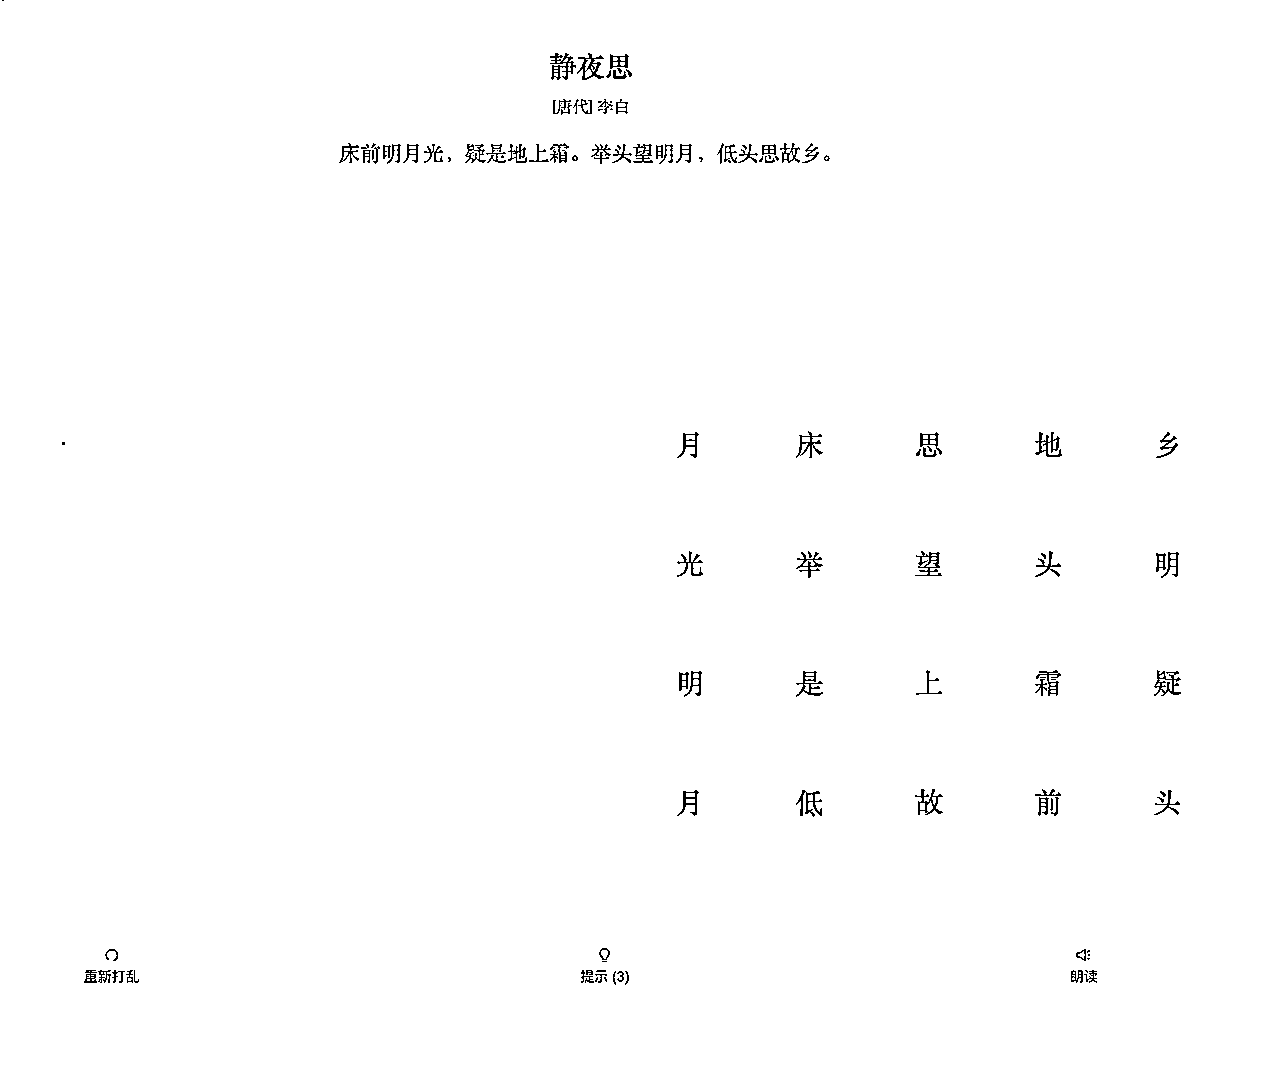 静夜思
[唐代] 李白
床前明月光，疑是地上霜。举头望明月，低头思故乡。
月 床 思 地 乡
光 举 望 头 明
明 是 上 霜 疑
月 低 故 前 头
重新打乱 提示 (3) 朗读